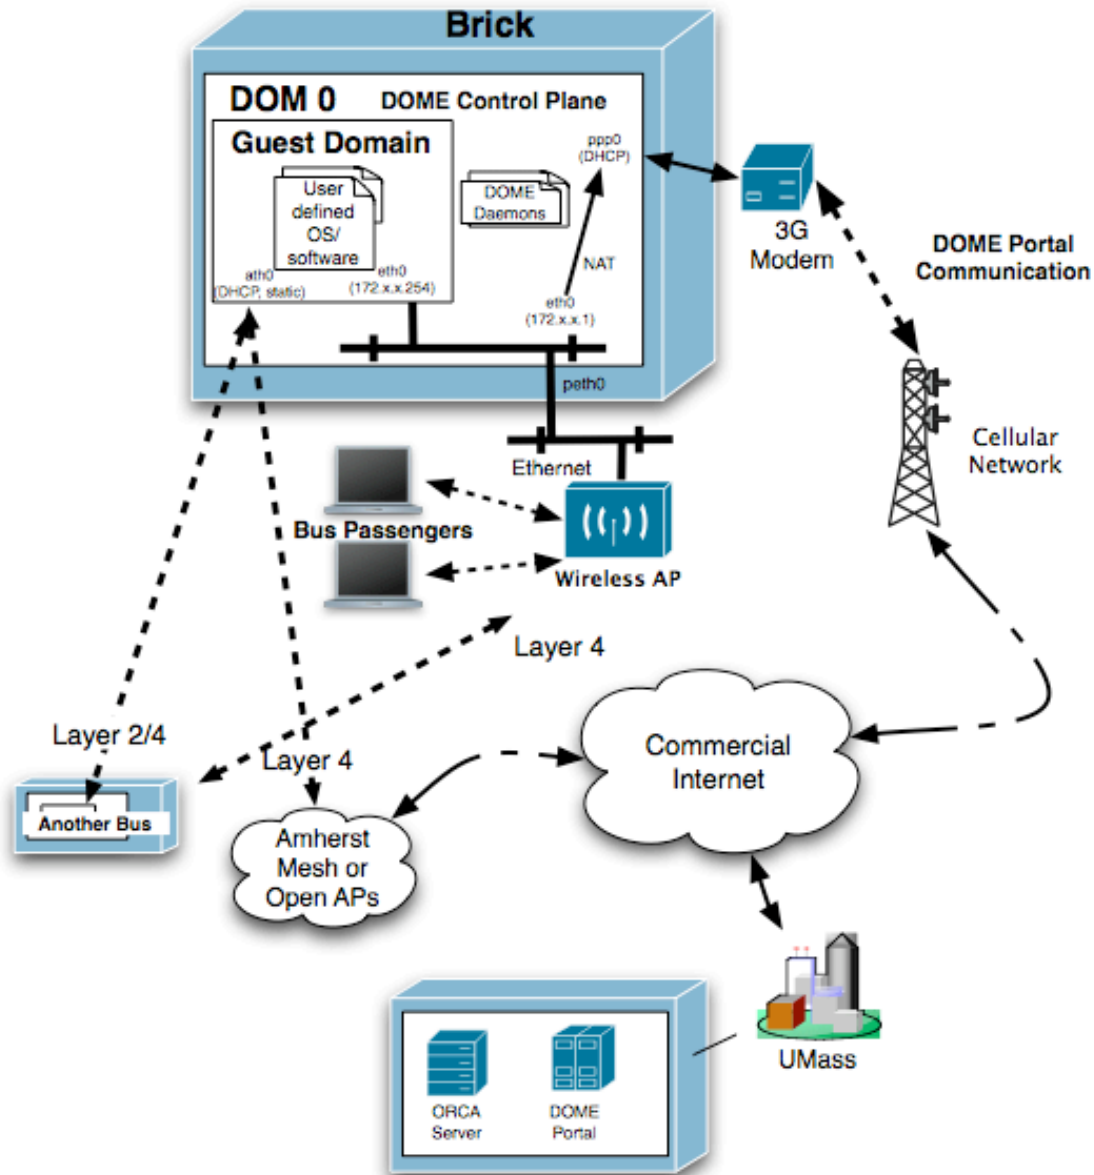 Brick
DOM 0
DOME Control Plane
Guest Domain
User
defined
OS/
software
ath0
(DHCP, static)
eth0
(172.x.x.254)
DOME
Daemons
ppp0
(DHCP)
NAT
eth0
(172.x.x.1)
peth0
3G
Modem
DOME Portal
Communication
Cellular
Network
Ethernet
Bus Passengers
Wireless AP
Layer 4
Layer 2/4
Layer 4
Another Bus
Amherst
Mesh or
Open APs
Commercial
Internet
UMass
ORCA
Server
DOME
Portal